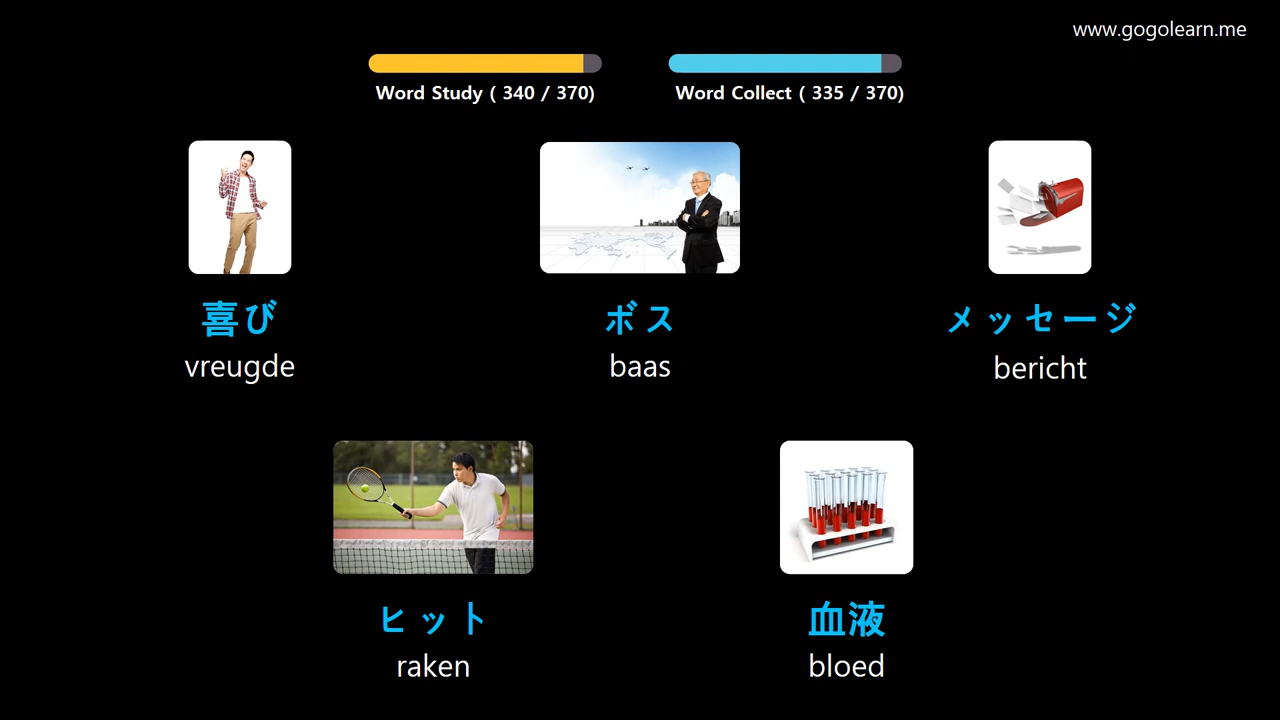 www.gogolearn.me
Word Study ( 340 / 370)
Word Collect ( 335 / 370)
喜び
vreugde
ボス
baas
メッセージ
bericht
ヒット
raken
血液
bloed